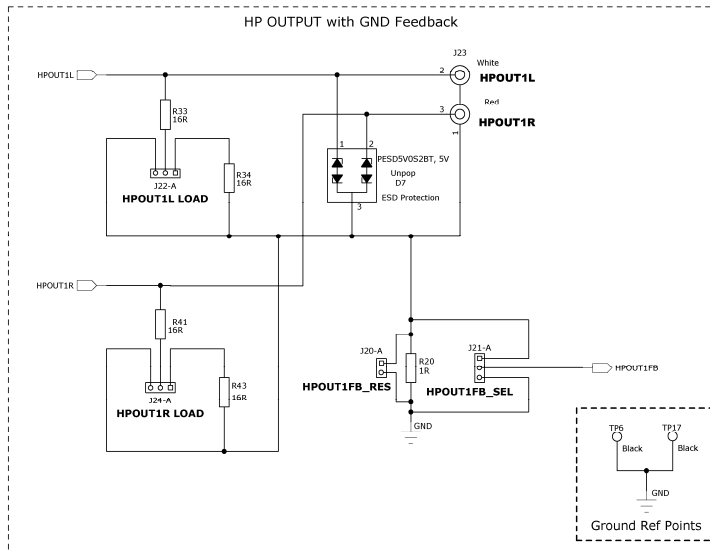 HP OUTPUT with GND Feedback
J23
White
HPOUT1L
2
HPOUT1L
Red
3
HPOUT1R
1
R33
16R
1
2
PESD5V0S2BT, 5V
Unpop
D7
ESD Protection
3
J22-A
HPOUT1L LOAD
R34
16R
HPOUT1R
R41
16R
J24-A
HPOUT1R LOAD
R43
16R
J20-A
HPOUT1FB_RES
R20
1R
J21-A
HPOUT1FB_SEL
HPOUT1FB
GND
TP6
Black
TP17
Black
GND
Ground Ref Points